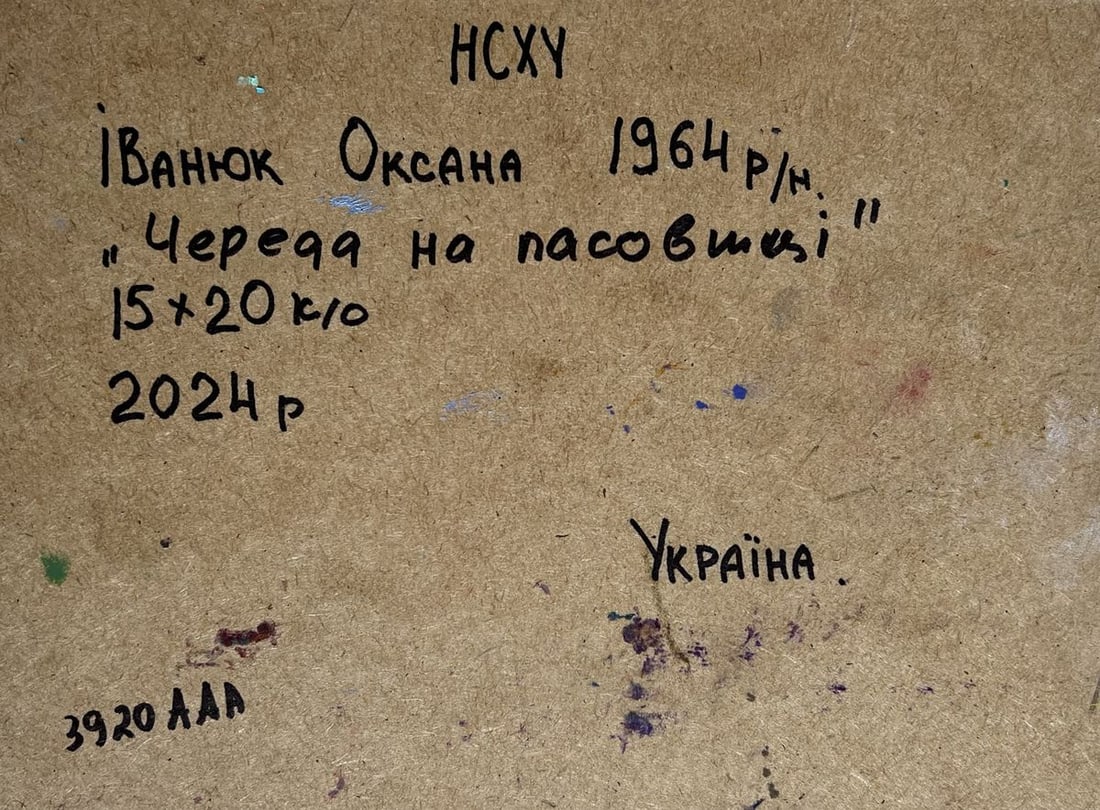 НСХУ
Іванюк Оксана 1964 р/н.
„Череда на пасовищі"
15×20 к/о
2024 р
Україна.
3920 ААА